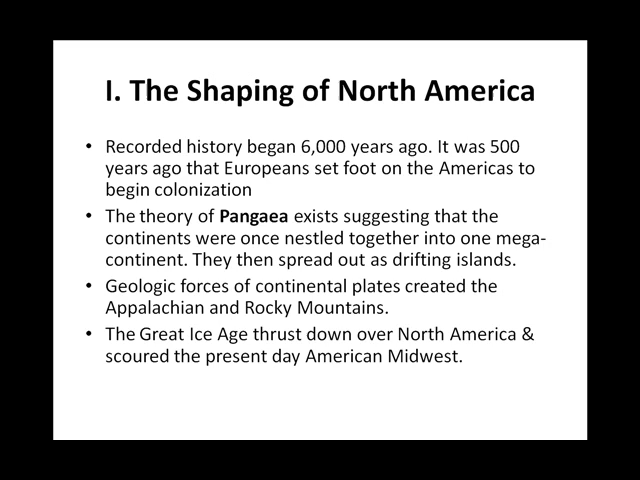 I. The Shaping of North America
• Recorded history began 6,000 years ago. It was 500
years ago that Europeans set foot on the Americas to
begin colonization
• The theory of Pangaea exists suggesting that the
continents were once nestled together into one mega-
continent. They then spread out as drifting islands.
• Geologic forces of continental plates created the
Appalachian and Rocky Mountains.
• The Great Ice Age thrust down over North America &
scoured the present day American Midwest.